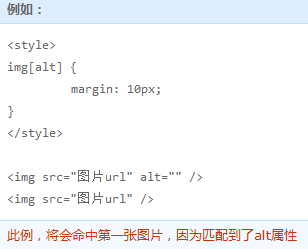 例如：
<style>
img[alt] {
margin: 10px;
}
</style>
<img src="图片url" alt="" />
<img src="图片url" />
此例，将会命中第一张图片，因为匹配到了alt属性